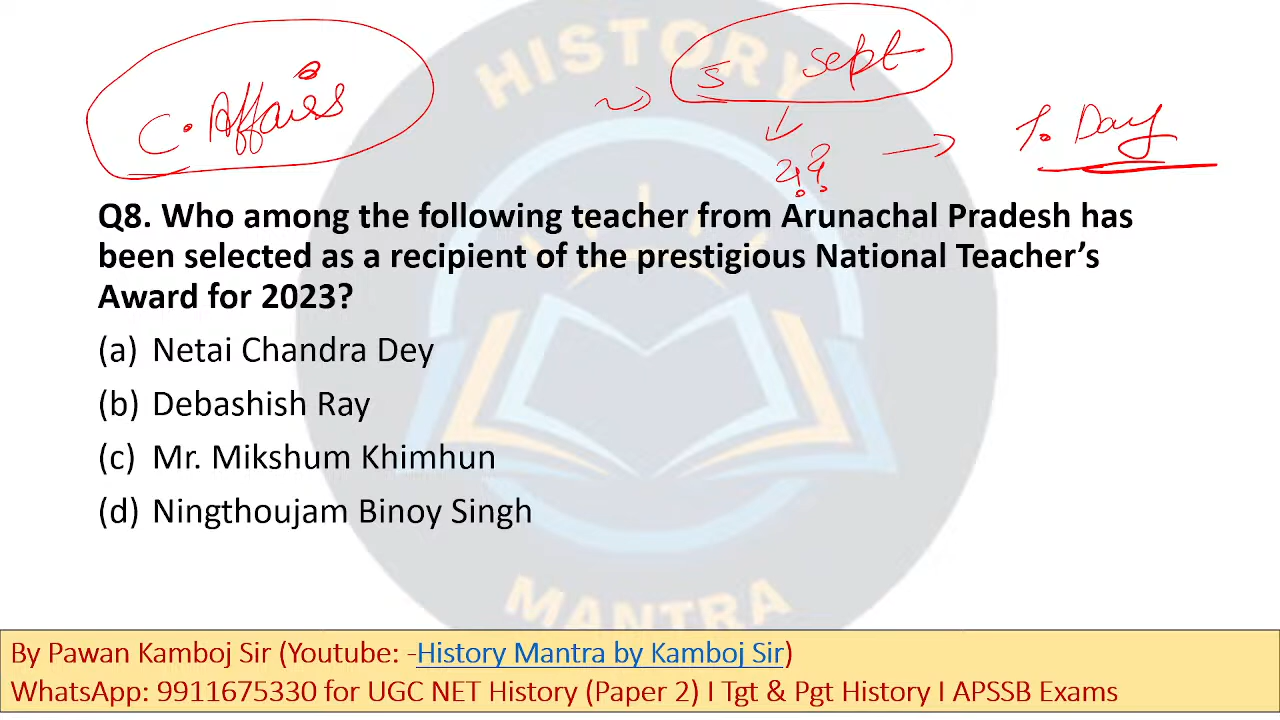 HISTORY
C. Affairs
5 Sept
??
T. Day
Q8. Who among the following teacher from Arunachal Pradesh has
been selected as a recipient of the prestigious National Teacher’s
Award for 2023?
(a) Netai Chandra Dey
(b) Debashish Ray
(c) Mr. Mikshum Khimhun
(d) Ningthoujam Binoy Singh
MANTRA
By Pawan Kamboj Sir (Youtube: -History Mantra by Kamboj Sir)
WhatsApp: 9911675330 for UGC NET History (Paper 2) I Tgt & Pgt History I APSSB Exams